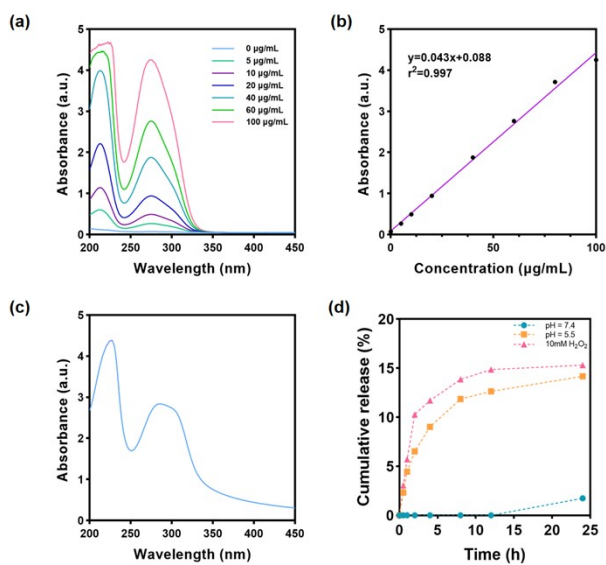 (a)
5
4
3
2
1
0
200
250
300
350
400
450
Absorbance (a.u.)
Wavelength (nm)
0 µg/mL
5 µg/mL
10 µg/mL
20 µg/mL
40 µg/mL
60 µg/mL
100 µg/mL
(b)
5
4
3
2
1
0
0
50
100
Absorbance (a.u.)
Concentration (µg/mL)
y=0.043x+0.088
r²=0.997
(c)
5
4
3
2
1
0
200
250
300
350
400
450
Absorbance (a.u.)
Wavelength (nm)
(d)
20
15
10
5
0
0
5
10
15
20
25
Cumulative release (%)
Time (h)
pH = 7.4
pH = 5.5
10mM H₂O₂